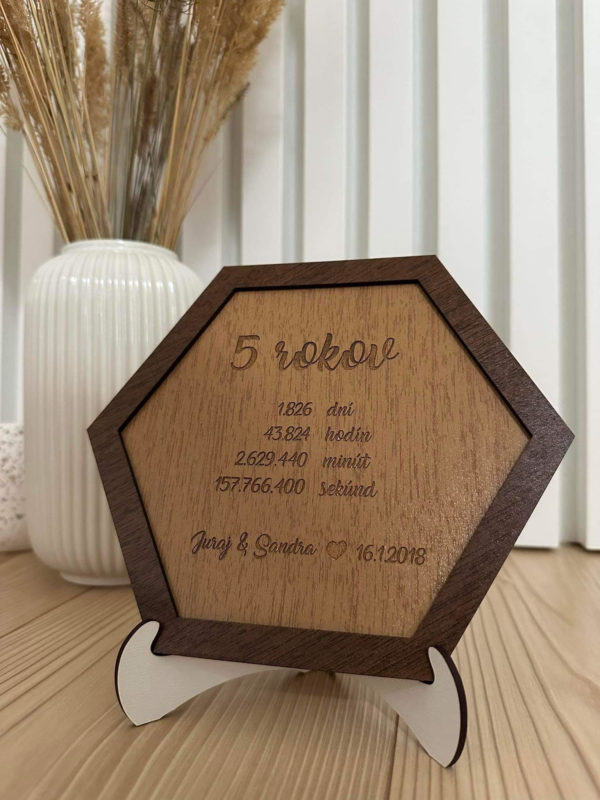 5 rokov
1.826 dní
43.824 hodín
2.629.440 minút
157.766.400 sekúnd
Juraj & Sandra ♡ 16.1.2018